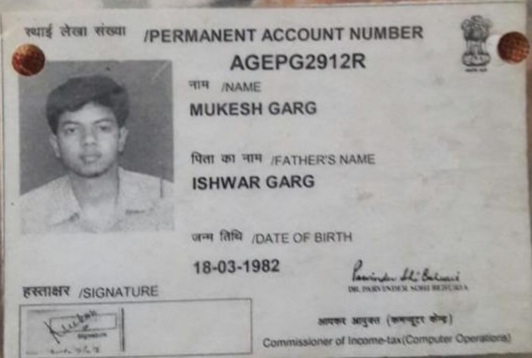 स्थाई लेखा संख्या /PERMANENT ACCOUNT NUMBER
AGEPG2912R
नाम /NAME
MUKESH GARG
पिता का नाम /FATHER'S NAME
ISHWAR GARG
जन्म तिथि /DATE OF BIRTH
18-03-1982
हस्ताक्षर /SIGNATURE
DR. PARVINDER SOHI BEHURIA
आयकर आयुक्त (कम्प्यूटर केन्द्र)
Commissioner of Income-tax(Computer Operations)